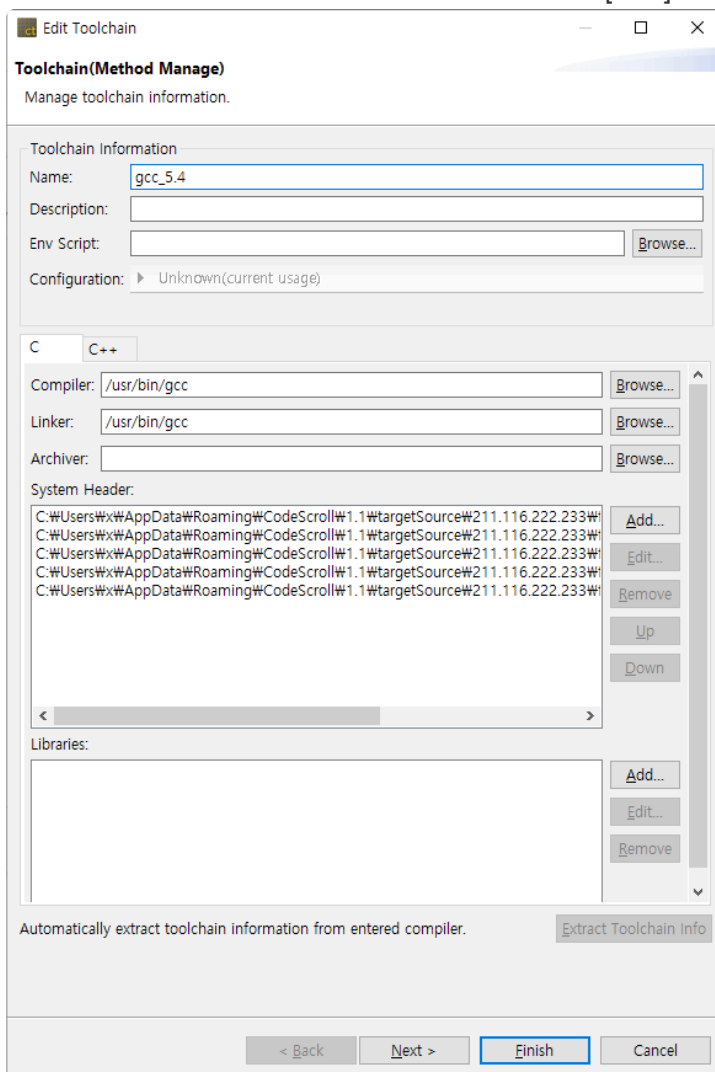 Edit Toolchain
Toolchain(Method Manage)
Manage toolchain information.
Toolchain Information
Name: gcc_5.4
Description:
Env Script: Browse...
Configuration: Unknown(current usage)
C C++
Compiler: /usr/bin/gcc Browse...
Linker: /usr/bin/gcc Browse...
Archiver: Browse...
System Header:
C:₩Users₩x₩AppData₩Roaming₩CodeScroll₩1.1₩targetSource₩211.116.222.233₩ Add...
C:₩Users₩x₩AppData₩Roaming₩CodeScroll₩1.1₩targetSource₩211.116.222.233₩
C:₩Users₩x₩AppData₩Roaming₩CodeScroll₩1.1₩targetSource₩211.116.222.233₩ Edit...
C:₩Users₩x₩AppData₩Roaming₩CodeScroll₩1.1₩targetSource₩211.116.222.233₩
C:₩Users₩x₩AppData₩Roaming₩CodeScroll₩1.1₩targetSource₩211.116.222.233₩ Remove
Up
Down
Libraries:
Add...
Edit...
Remove
Automatically extract toolchain information from entered compiler. Extract Toolchain Info
< Back Next > Finish Cancel